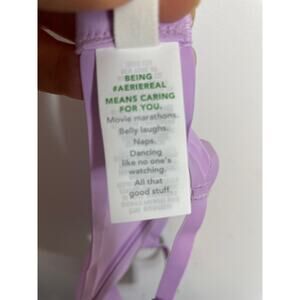 BEING
#AERIEREAL
MEANS CARING
FOR YOU.
Movie marathons.
Belly laughs.
Naps.
Dancing
like no one's
watching.
All that
good stuff.